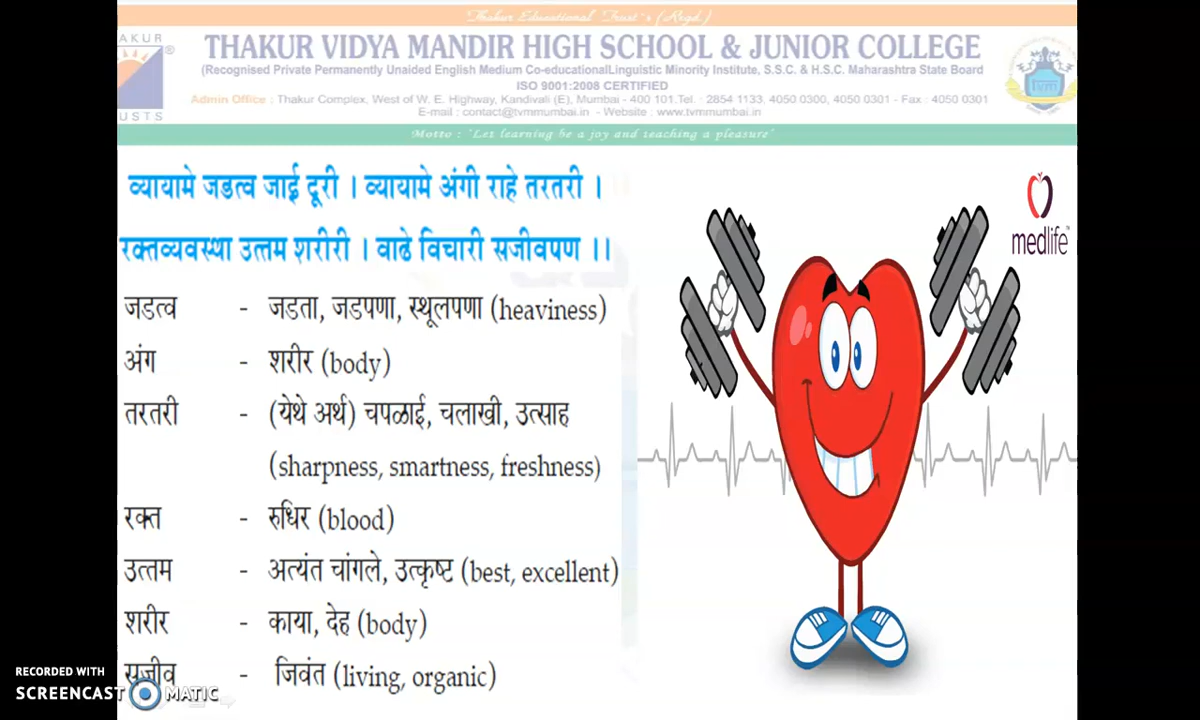 Thakur Educational Trust's (Regd.)
AKUR
THAKUR VIDYA MANDIR HIGH SCHOOL & JUNIOR COLLEGE
(Recognised Private Permanently Unaided English Medium Co-educationalLinguistic Minority Institute, S.S.C. & H.S.C. Maharashtra State Board
ISO 9001:2008 CERTIFIED
Admin Office : Thakur Complex, West of W. E. Highway, Kandivali (E), Mumbai - 400 101.Tel. : 2854 1133, 4050 0300, 4050 0301 - Fax : 4050 0301
E-mail : contact@tvmmumbai.in - Website : www.tvmmumbai.in
USTS
tvm
Motto : 'Let learning be a joy and teaching a pleasure'
व्यायामे जडत्व जाई दूरी । व्यायामे अंगी राहे तरतरी ।
रक्तव्यवस्था उत्तम शरीरी । वाढे विचारी सजीवपण ।।
medlife
जडत्व - जडता, जडपणा, स्थूलपणा (heaviness)
अंग - शरीर (body)
तरतरी - (येथे अर्थ) चपळाई, चलाखी, उत्साह
(sharpness, smartness, freshness)
रक्त - रुधिर (blood)
उत्तम - अत्यंत चांगले, उत्कृष्ट (best, excellent)
शरीर - काया, देह (body)
सजीव - जिवंत (living, organic)
RECORDED WITH
SCREENCAST MATIC